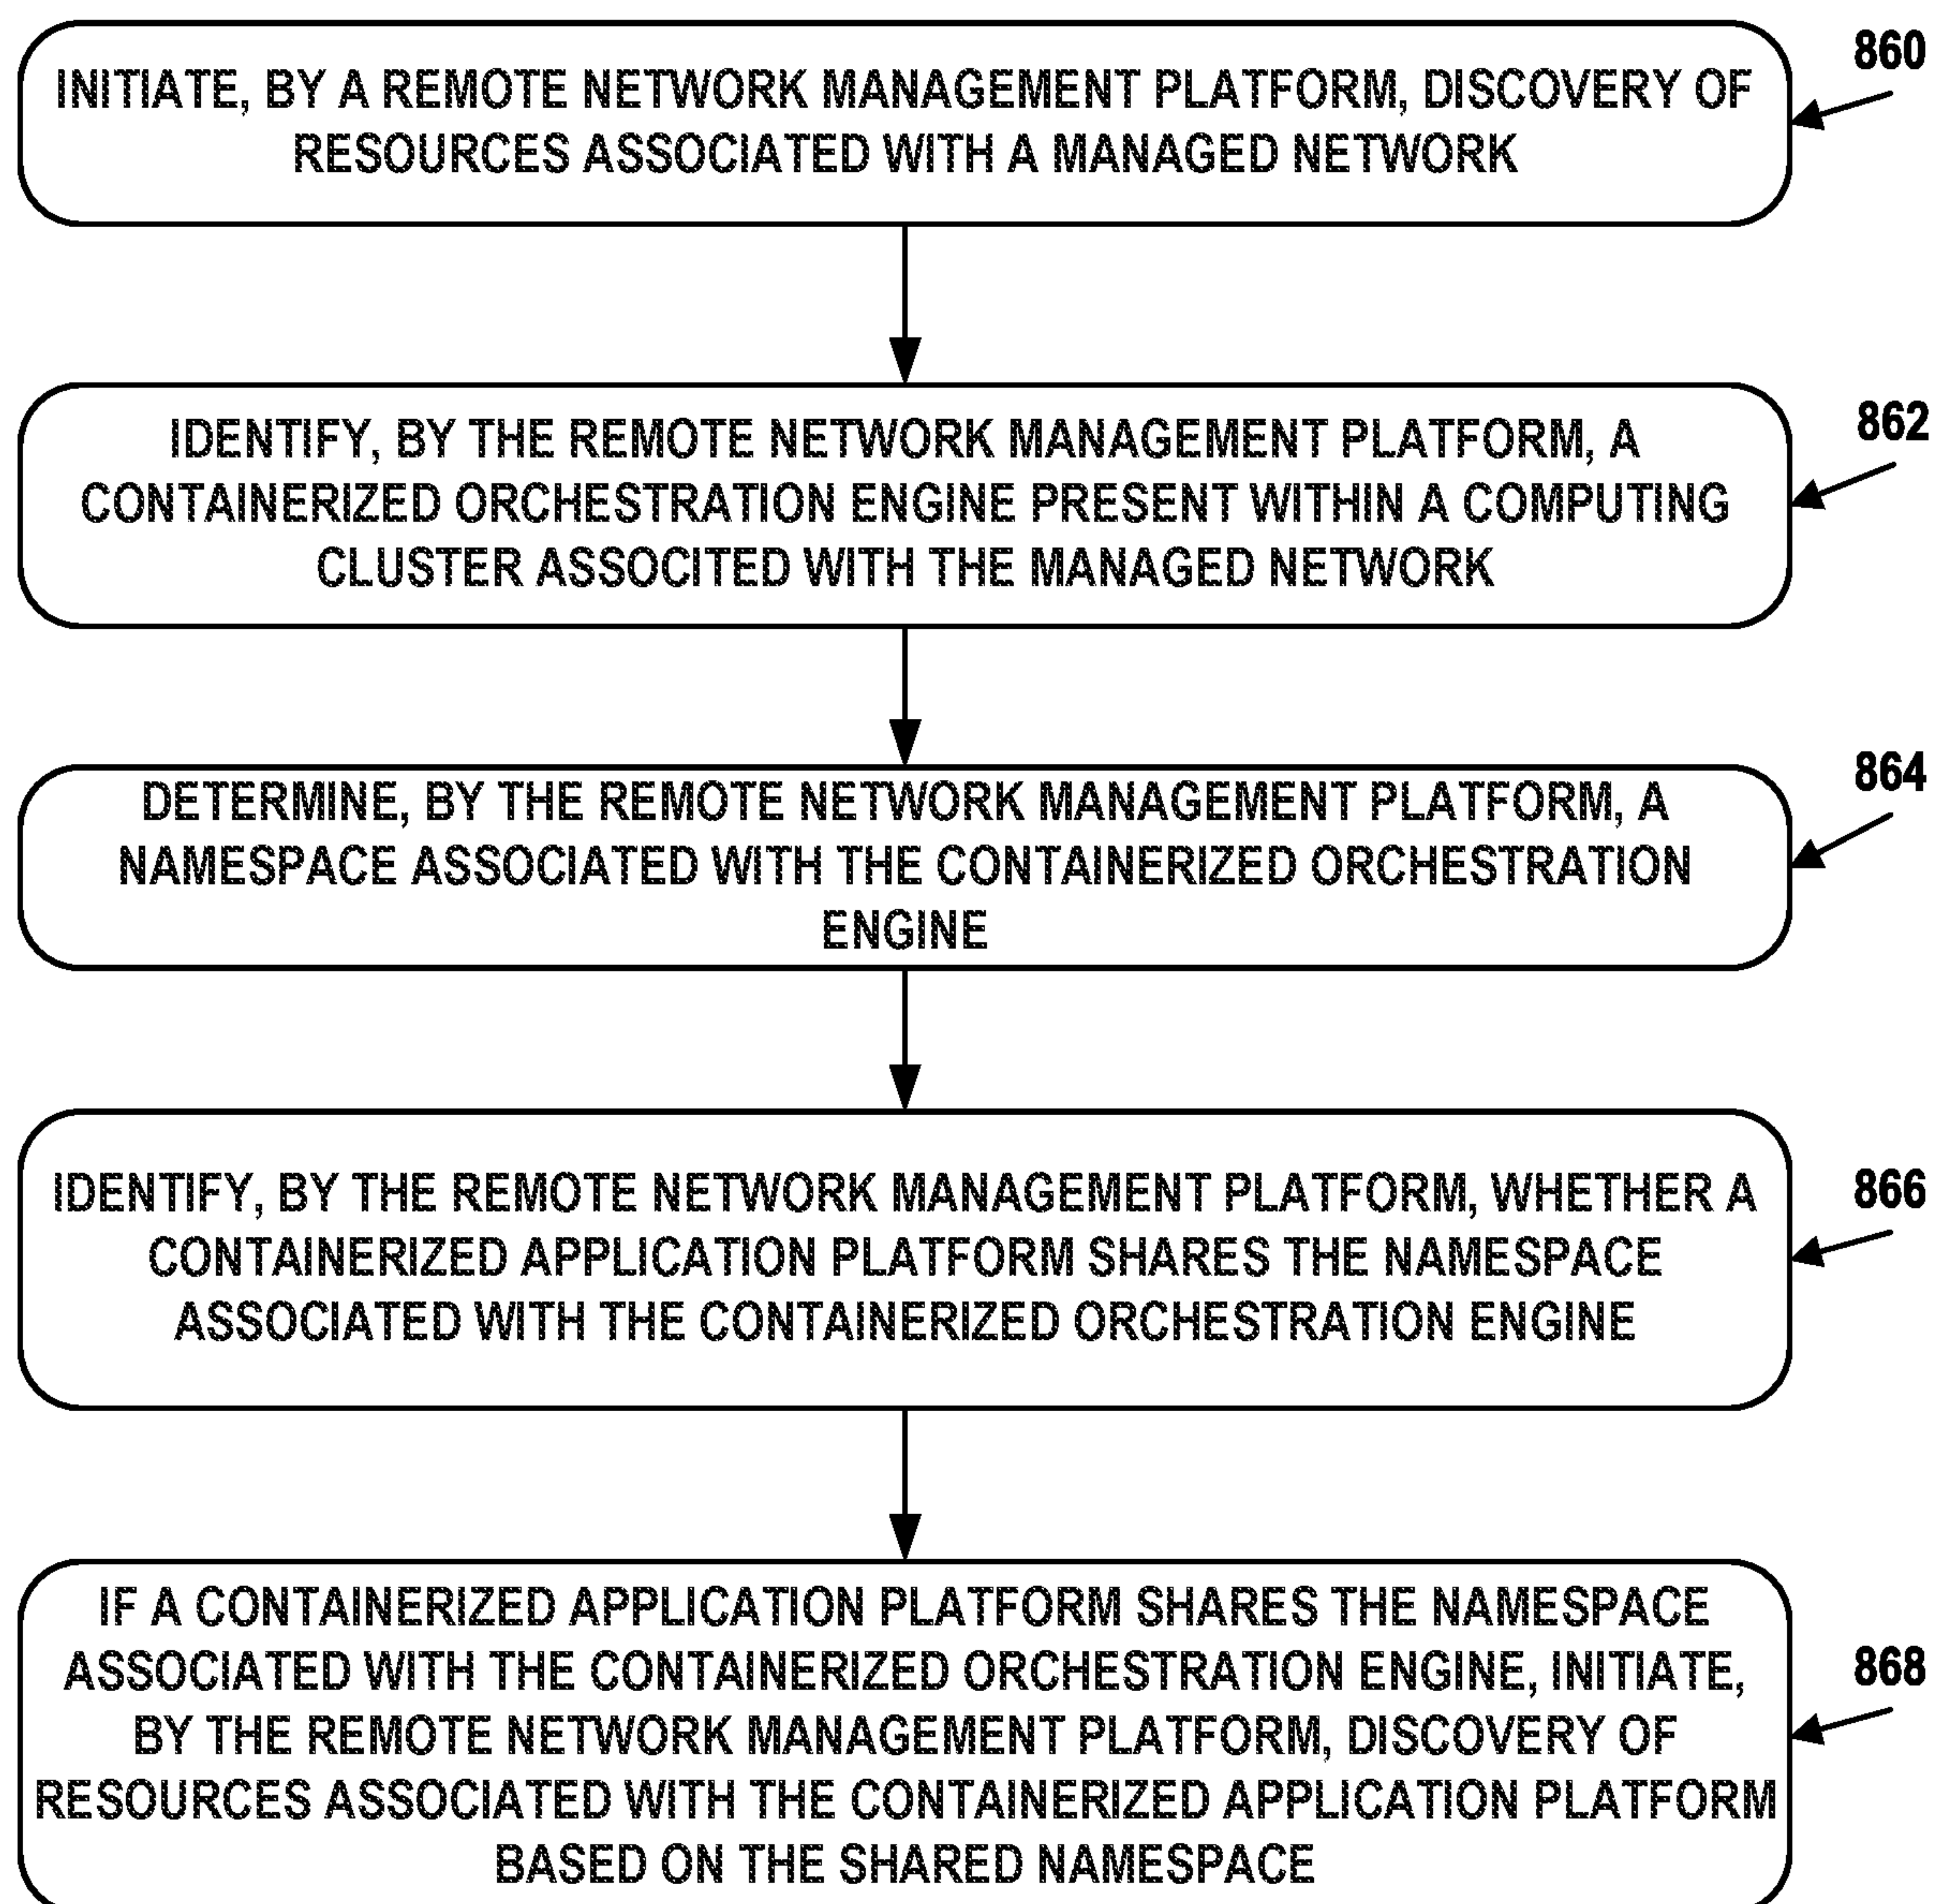 860
INITIATE, BY A REMOTE NETWORK MANAGEMENT PLATFORM, DISCOVERY OF
RESOURCES ASSOCIATED WITH A MANAGED NETWORK
862
IDENTIFY, BY THE REMOTE NETWORK MANAGEMENT PLATFORM, A
CONTAINERIZED ORCHESTRATION ENGINE PRESENT WITHIN A COMPUTING
CLUSTER ASSOCITED WITH THE MANAGED NETWORK
864
DETERMINE, BY THE REMOTE NETWORK MANAGEMENT PLATFORM, A
NAMESPACE ASSOCIATED WITH THE CONTAINERIZED ORCHESTRATION
ENGINE
866
IDENTIFY, BY THE REMOTE NETWORK MANAGEMENT PLATFORM, WHETHER A
CONTAINERIZED APPLICATION PLATFORM SHARES THE NAMESPACE
ASSOCIATED WITH THE CONTAINERIZED ORCHESTRATION ENGINE
868
IF A CONTAINERIZED APPLICATION PLATFORM SHARES THE NAMESPACE
ASSOCIATED WITH THE CONTAINERIZED ORCHESTRATION ENGINE, INITIATE,
BY THE REMOTE NETWORK MANAGEMENT PLATFORM, DISCOVERY OF
RESOURCES ASSOCIATED WITH THE CONTAINERIZED APPLICATION PLATFORM
BASED ON THE SHARED NAMESPACE